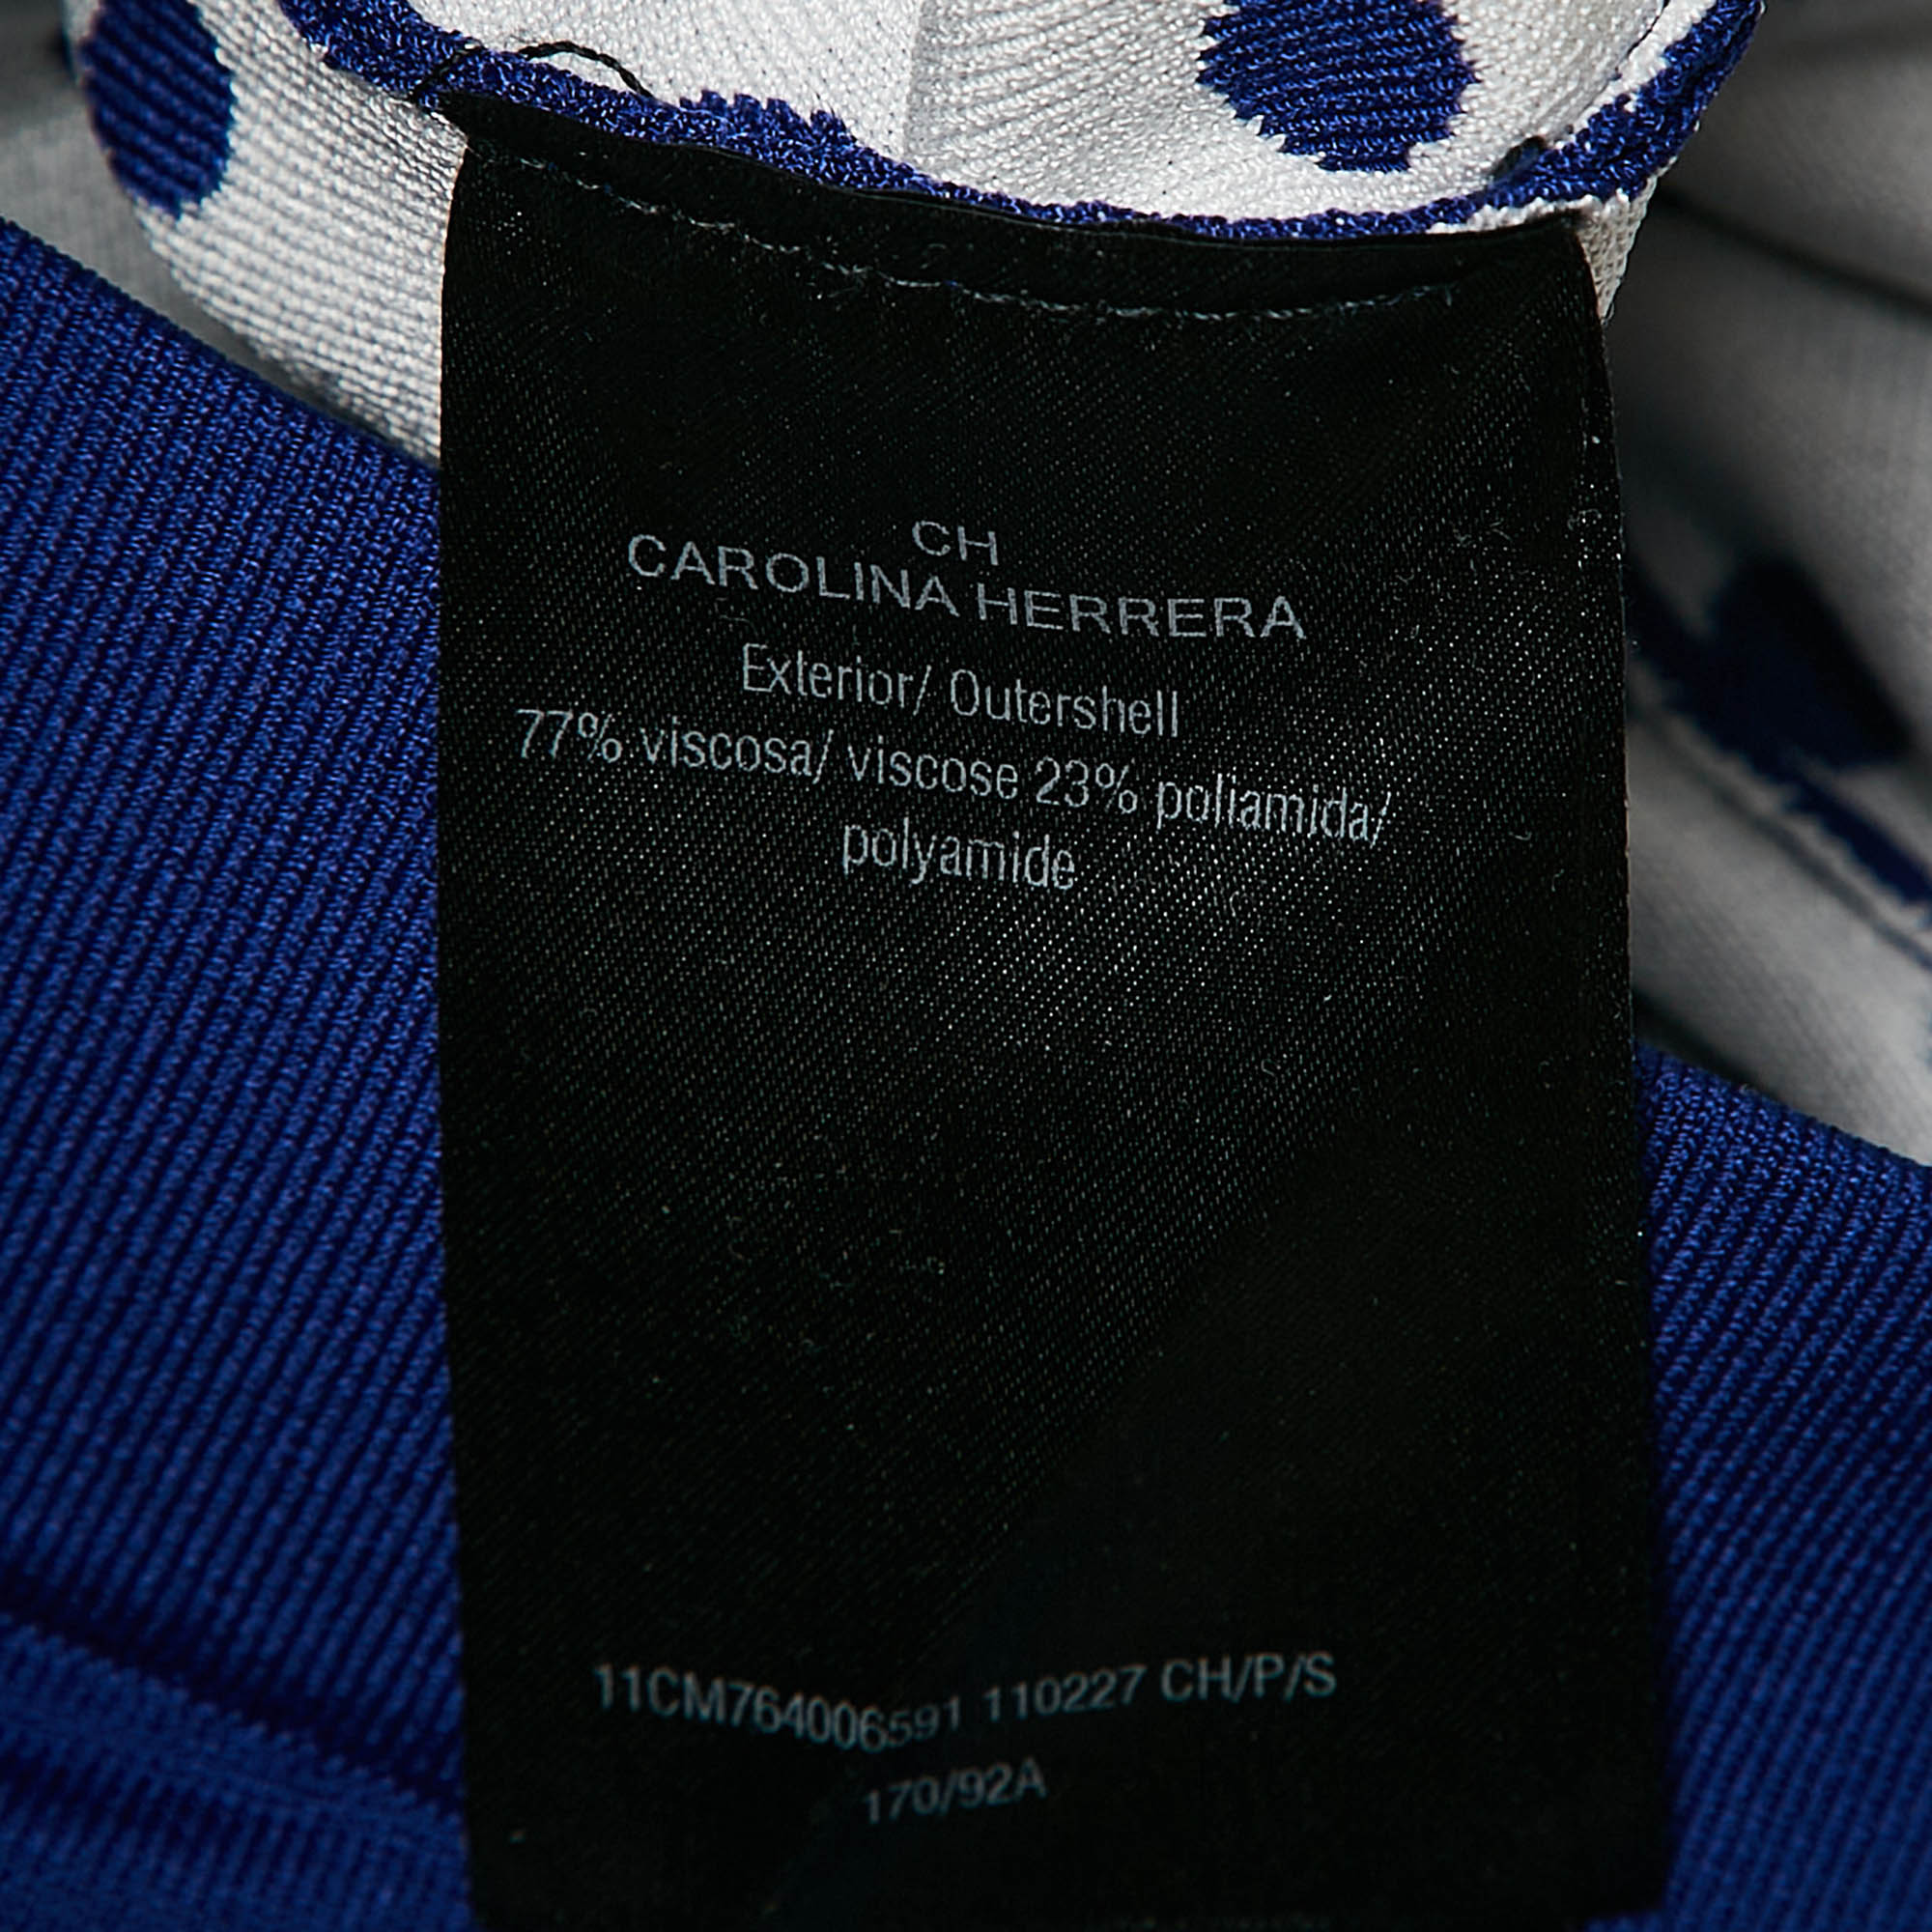 CH
CAROLINA HERRERA
Exterior/ Outershell
77% viscosa/ viscose 23% poliamida/
polyamide
11CM764006591 110227 CH/P/S
170/92A